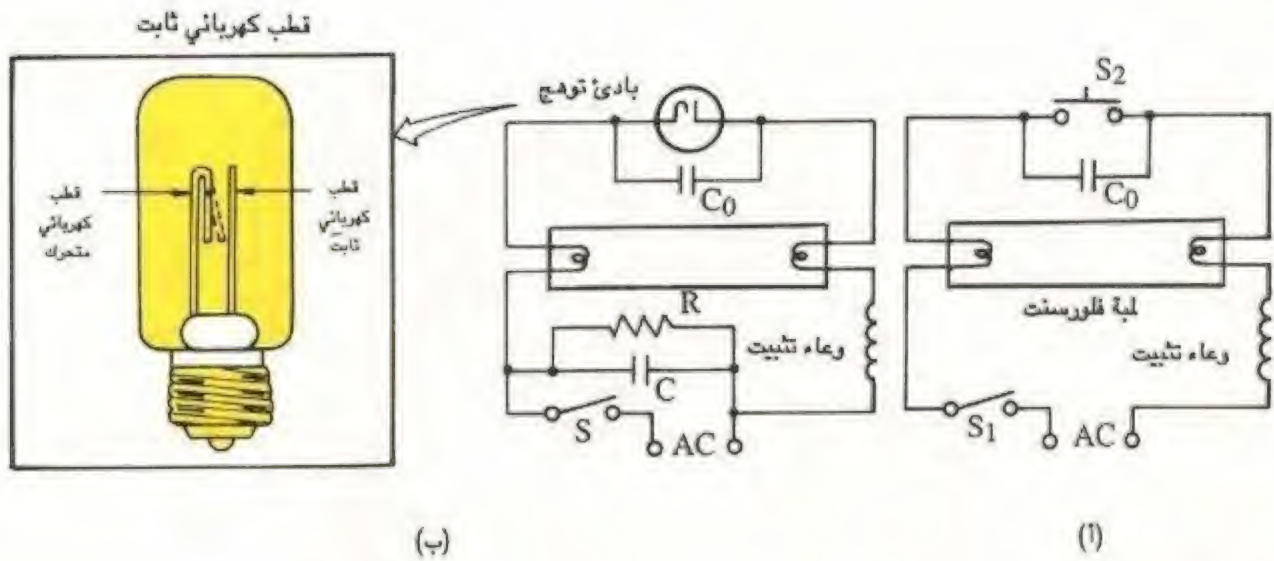 قطب كهربائي ثابت
قطب
كهربائي
متحرك
قطب
كهربائي
ثابت
بادئ توهج
C0
R
وعاء تثبيت
C
S
AC
S2
C0
لمبة فلورسنت
وعاء تثبيت
S1
AC
(ب)
(أ)